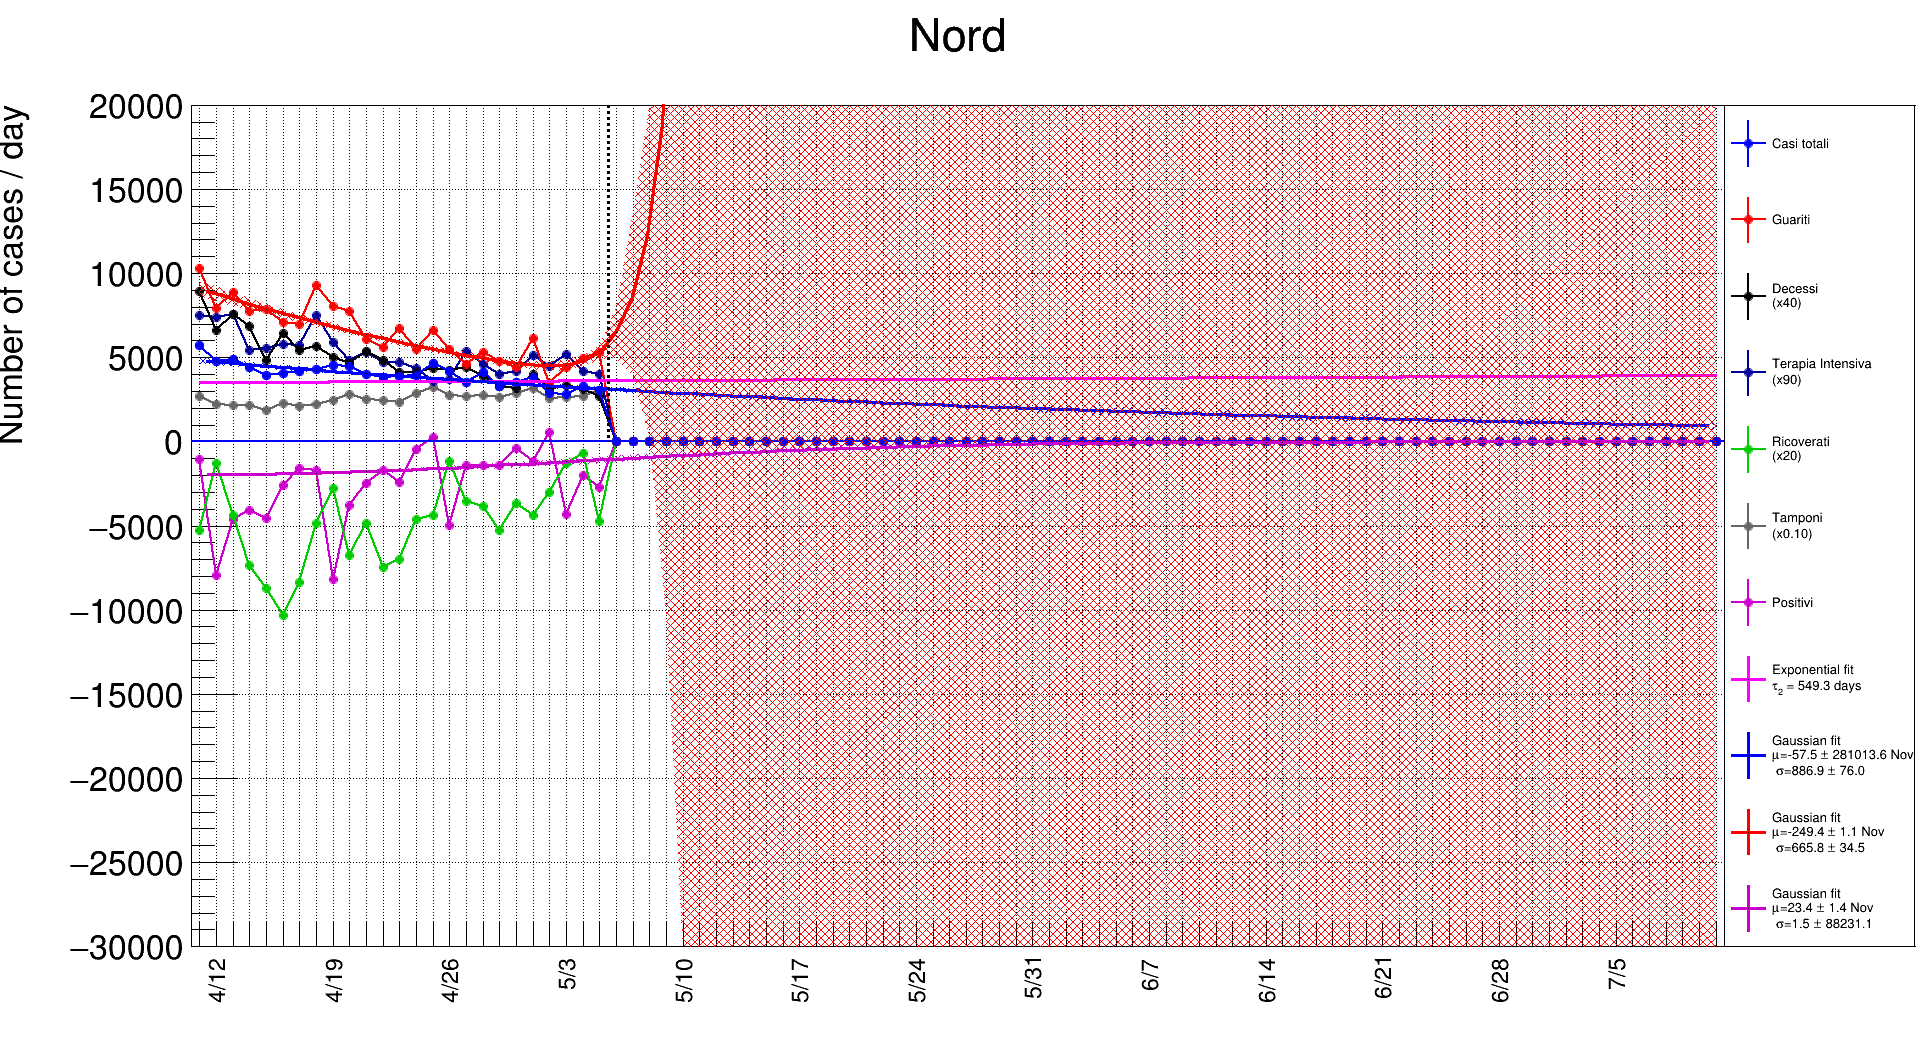 Nord
Number of cases / day
20000
15000
10000
5000
0
−5000
−10000
−15000
−20000
−25000
−30000
4/12
4/19
4/26
5/3
5/10
5/17
5/24
5/31
6/7
6/14
6/21
6/28
7/5
Casi totali
Guariti
Decessi
(x40)
Terapia Intensiva
(x90)
Ricoverati
(x20)
Tamponi
(x0.10)
Positivi
Exponential fit
τ2 = 549.3 days
Gaussian fit
μ=-57.5 ± 281013.6 Nov
σ=886.9 ± 76.0
Gaussian fit
μ=-249.4 ± 1.1 Nov
σ=665.8 ± 34.5
Gaussian fit
μ=23.4 ± 1.4 Nov
σ=1.5 ± 88231.1